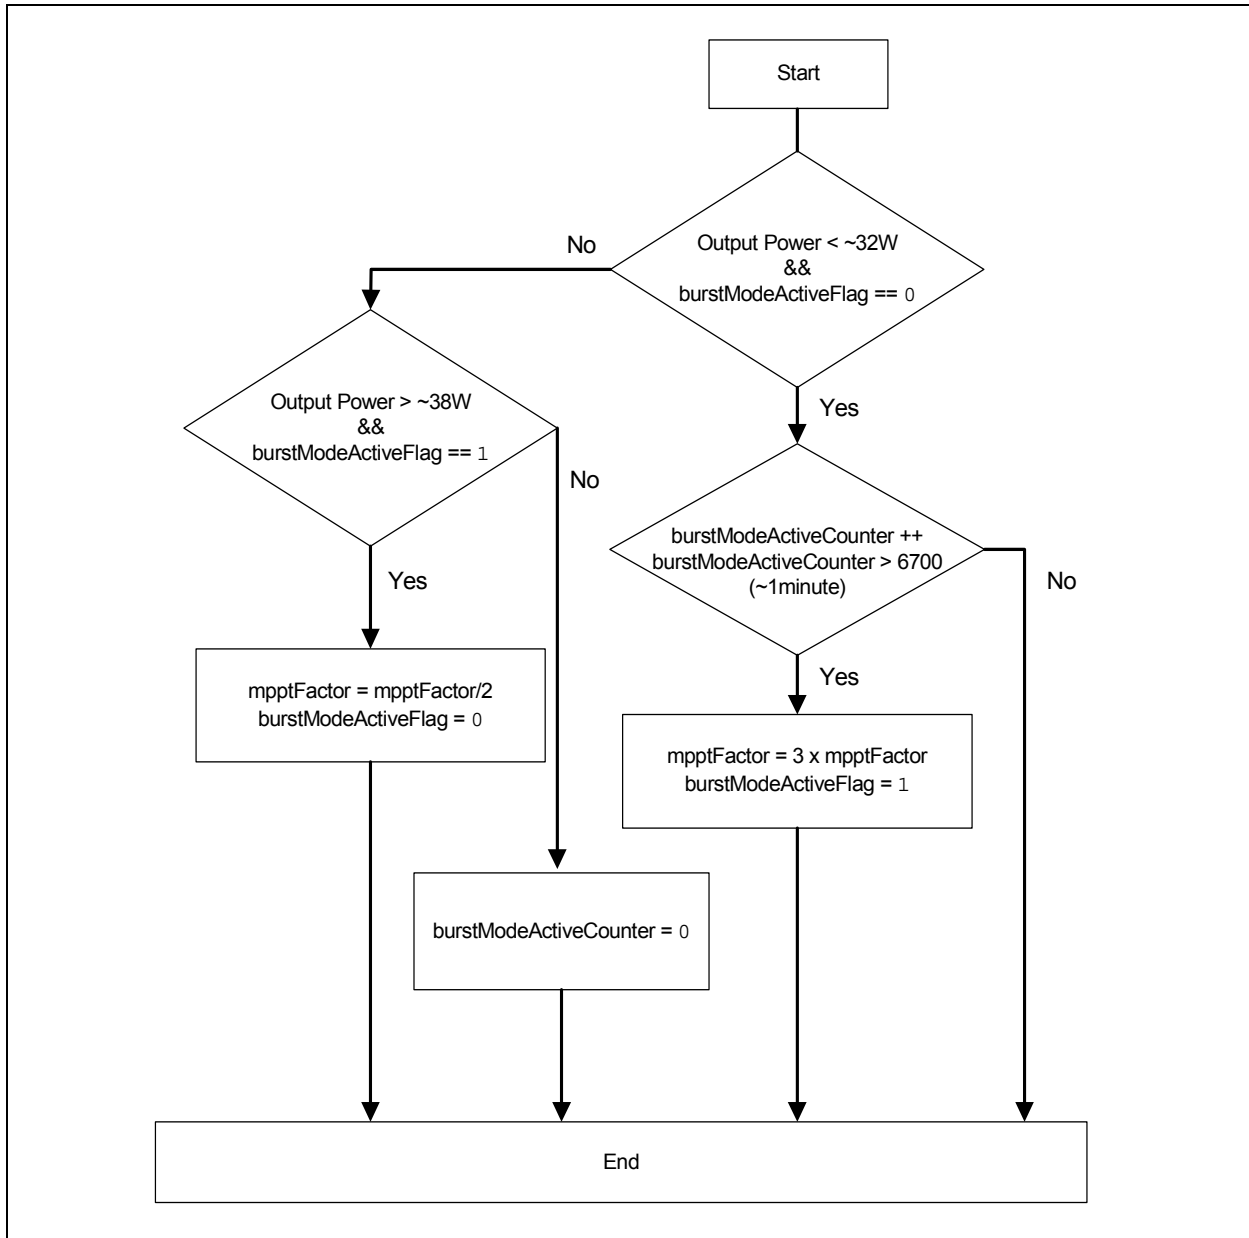 Start
Output Power < ~32W
&&
burstModeActiveFlag == 0
No
Yes
Output Power > ~38W
&&
burstModeActiveFlag == 1
No
Yes
burstModeActiveCounter ++
burstModeActiveCounter > 6700
(~1minute)
No
Yes
mpptFactor = mpptFactor/2
burstModeActiveFlag = 0
mpptFactor = 3 x mpptFactor
burstModeActiveFlag = 1
burstModeActiveCounter = 0
End